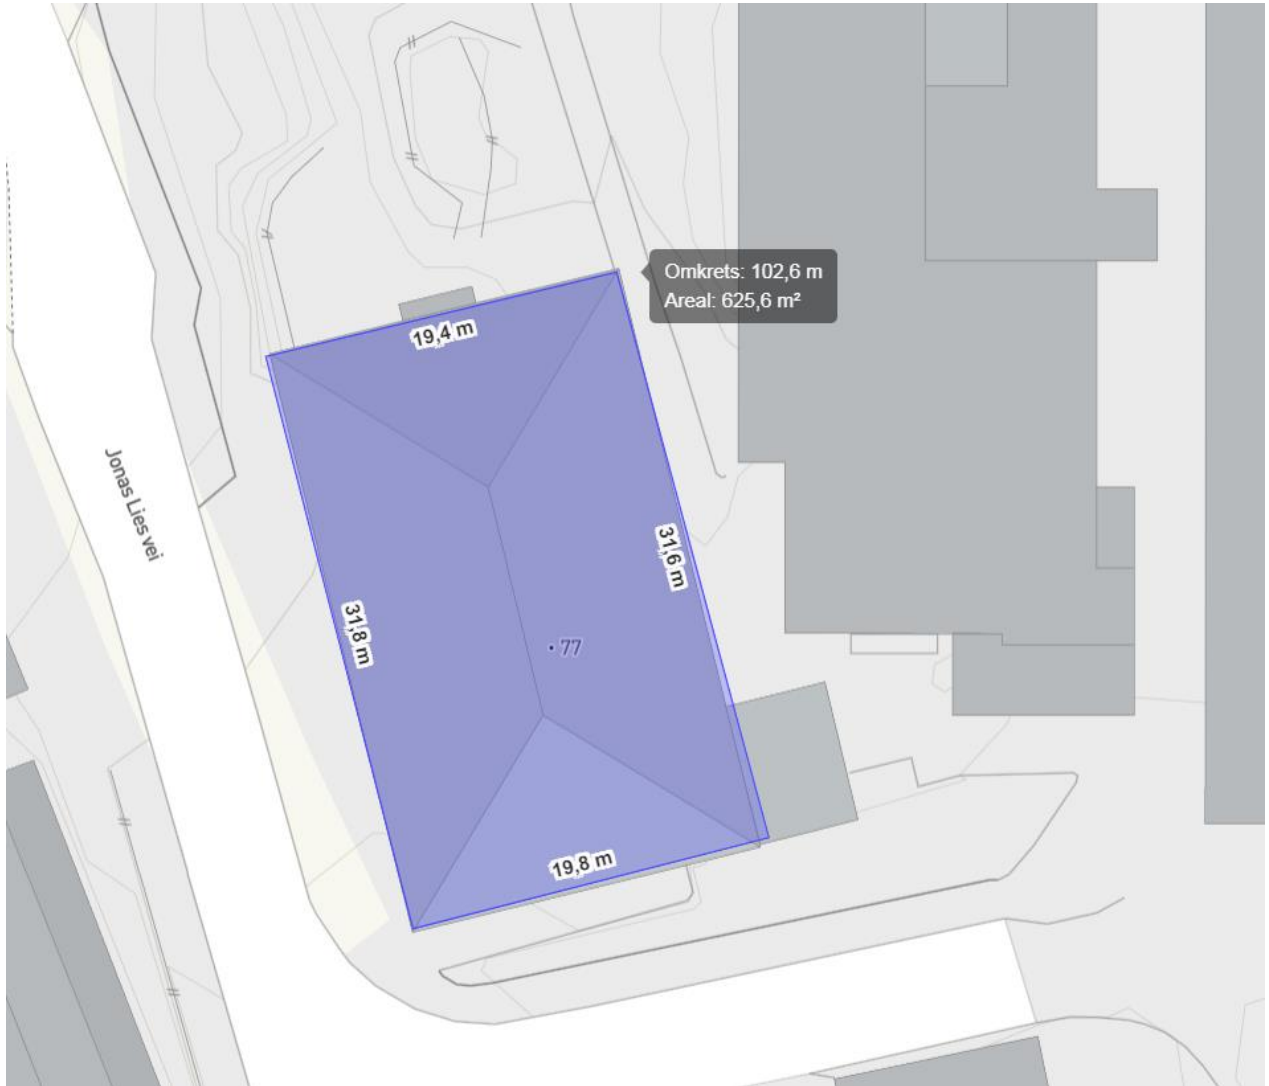 Omkrets: 102,6 m
Areal: 625,6 m²
19,4 m
Jonas Lies vei
31,6 m
31,8 m
77
19,8 m